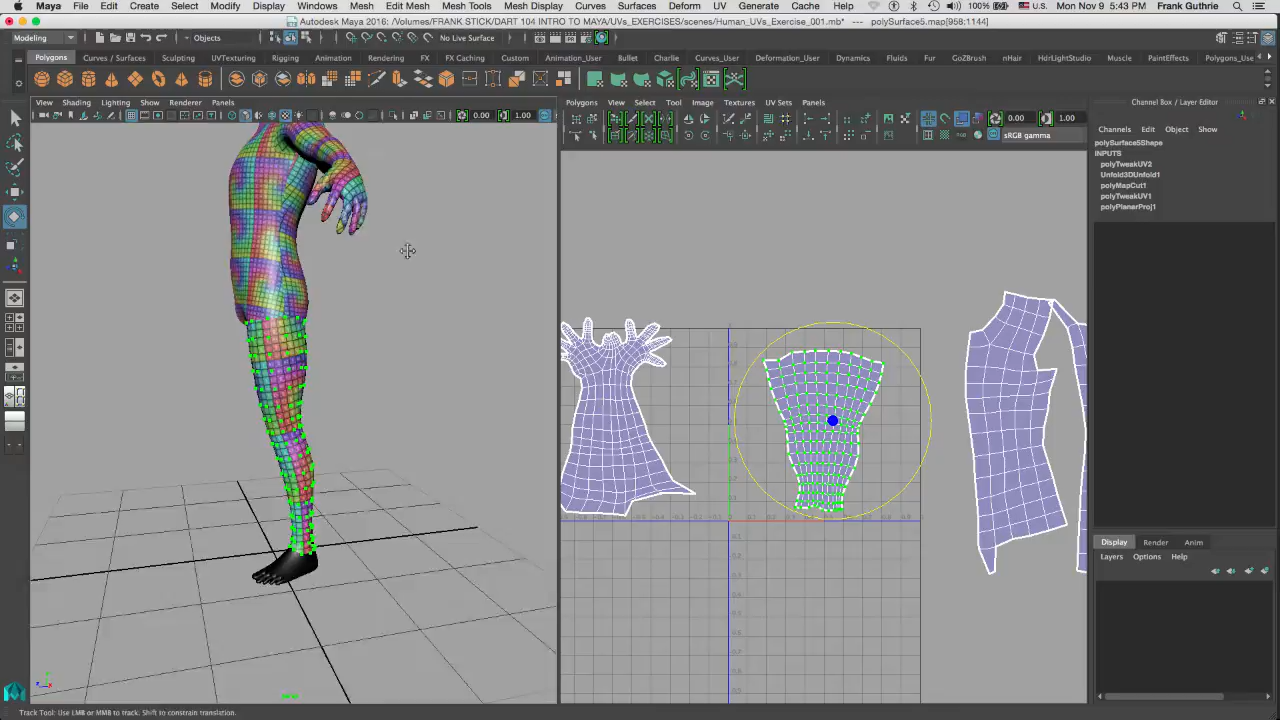 Maya File Edit Create Select Modify Display Windows Mesh Edit Mesh Mesh Tools Mesh Display Curves Surfaces Deform UV Generate Cache Help 100% U.S. Mon Nov 9 5:43 PM Frank Guthrie
Autodesk Maya 2016: /Volumes/FRANK STICK/DART 104 INTRO TO MAYA/UVs_EXERCISES/scenes/Human_UVs_Exercise_001.mb* --- polySurface5.map[958:1144]
Modeling Objects No Live Surface
Polygons Curves / Surfaces Sculpting UVTexturing Rigging Animation Rendering FX FX Caching Custom Animation_User Bullet Charlie Curves_User Deformation_User Dynamics Fluids Fur GoZBrush nHair HdrLightStudio Muscle PaintEffects Polygons_Use
View Shading Lighting Show Renderer Panels
0.00 1.00
Polygons View Select Tool Image Textures UV Sets Panels
0.00 1.00
sRGB gamma
Channel Box / Layer Editor
Channels Edit Object Show
polySurface5Shape
INPUTS
polyTweakUV2
Unfold3DUnfold1
polyMapCut1
polyTweakUV1
polyPlanarProj1
Display Render Anim
Layers Options Help
Track Tool: Use LMB or MMB to track. Shift to constrain translation.